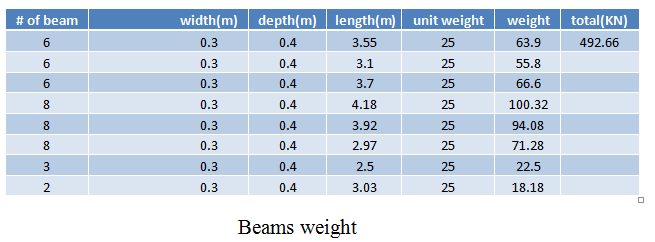 # of beam width(m) depth(m) length(m) unit weight weight total(KN)
6 0.3 0.4 3.55 25 63.9 492.66
6 0.3 0.4 3.1 25 55.8
6 0.3 0.4 3.7 25 66.6
8 0.3 0.4 4.18 25 100.32
8 0.3 0.4 3.92 25 94.08
8 0.3 0.4 2.97 25 71.28
3 0.3 0.4 2.5 25 22.5
2 0.3 0.4 3.03 25 18.18
Beams weight